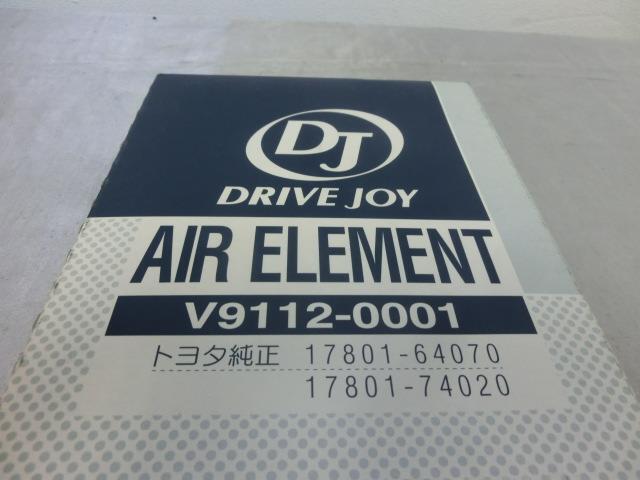 DJ
DRIVE JOY
AIR ELEMENT
V9112-0001
トヨタ純正 17801-64070
17801-74020